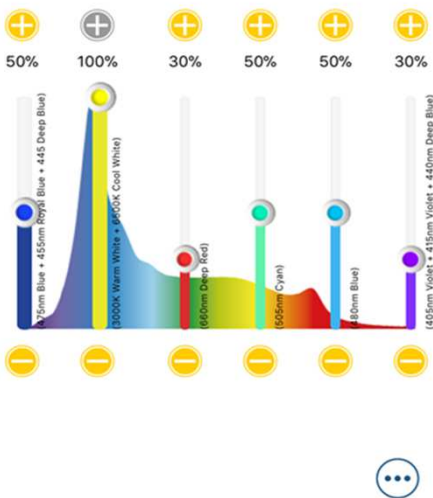 50% 100% 30% 50% 50% 30%
(475nm Blue + 455nm Royal Blue + 445 Deep Blue)
(3000K Warm White + 6500K Cool White)
(660nm Deep Red)
(505nm Cyan)
(480nm Blue)
(405nm Violet + 415nm Violet + 440nm Deep Blue)